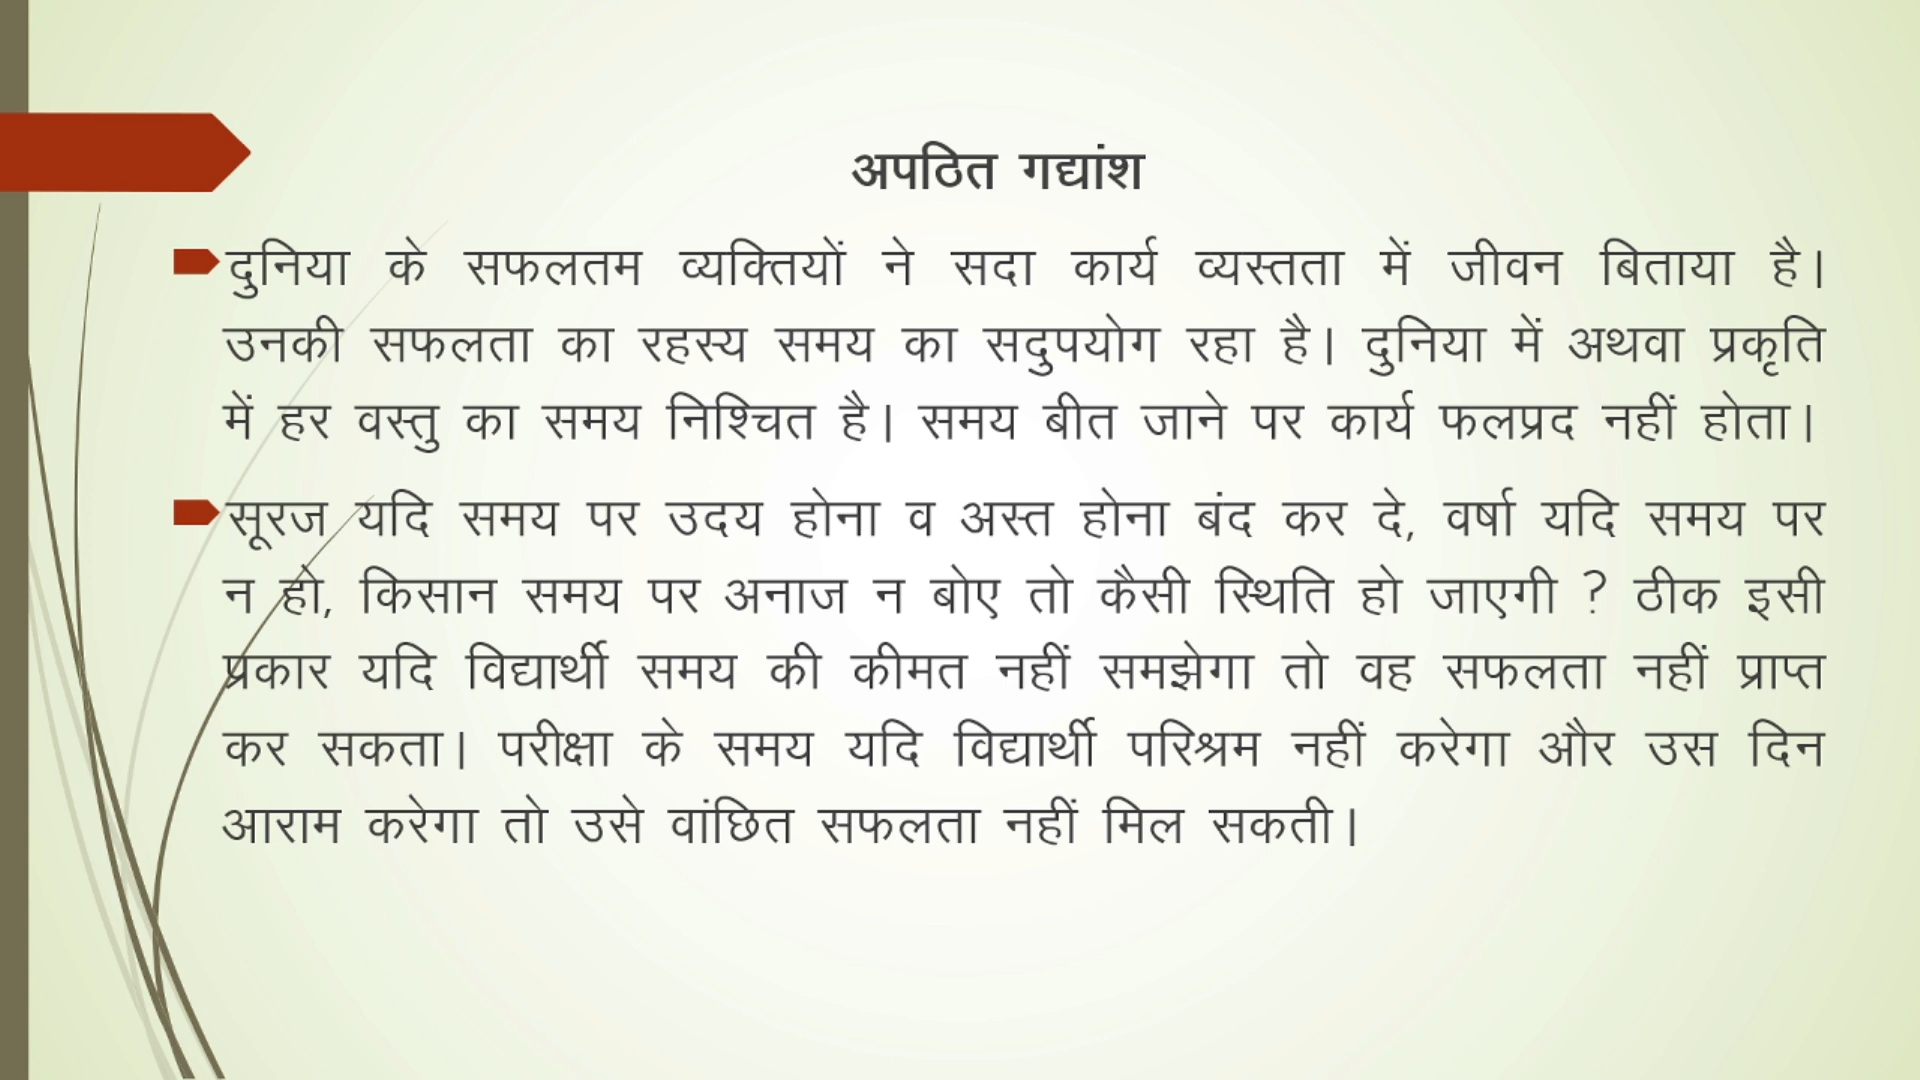 अपठित गद्यांश
दुनिया के सफलतम व्यक्तियों ने सदा कार्य व्यस्तता में जीवन बिताया है।
उनकी सफलता का रहस्य समय का सदुपयोग रहा है। दुनिया में अथवा प्रकृति
में हर वस्तु का समय निश्चित है। समय बीत जाने पर कार्य फलप्रद नहीं होता।
सूरज यदि समय पर उदय होना व अस्त होना बंद कर दे, वर्षा यदि समय पर
न हो, किसान समय पर अनाज न बोए तो कैसी स्थिति हो जाएगी ? ठीक इसी
प्रकार यदि विद्यार्थी समय की कीमत नहीं समझेगा तो वह सफलता नहीं प्राप्त
कर सकता। परीक्षा के समय यदि विद्यार्थी परिश्रम नहीं करेगा और उस दिन
आराम करेगा तो उसे वांछित सफलता नहीं मिल सकती।